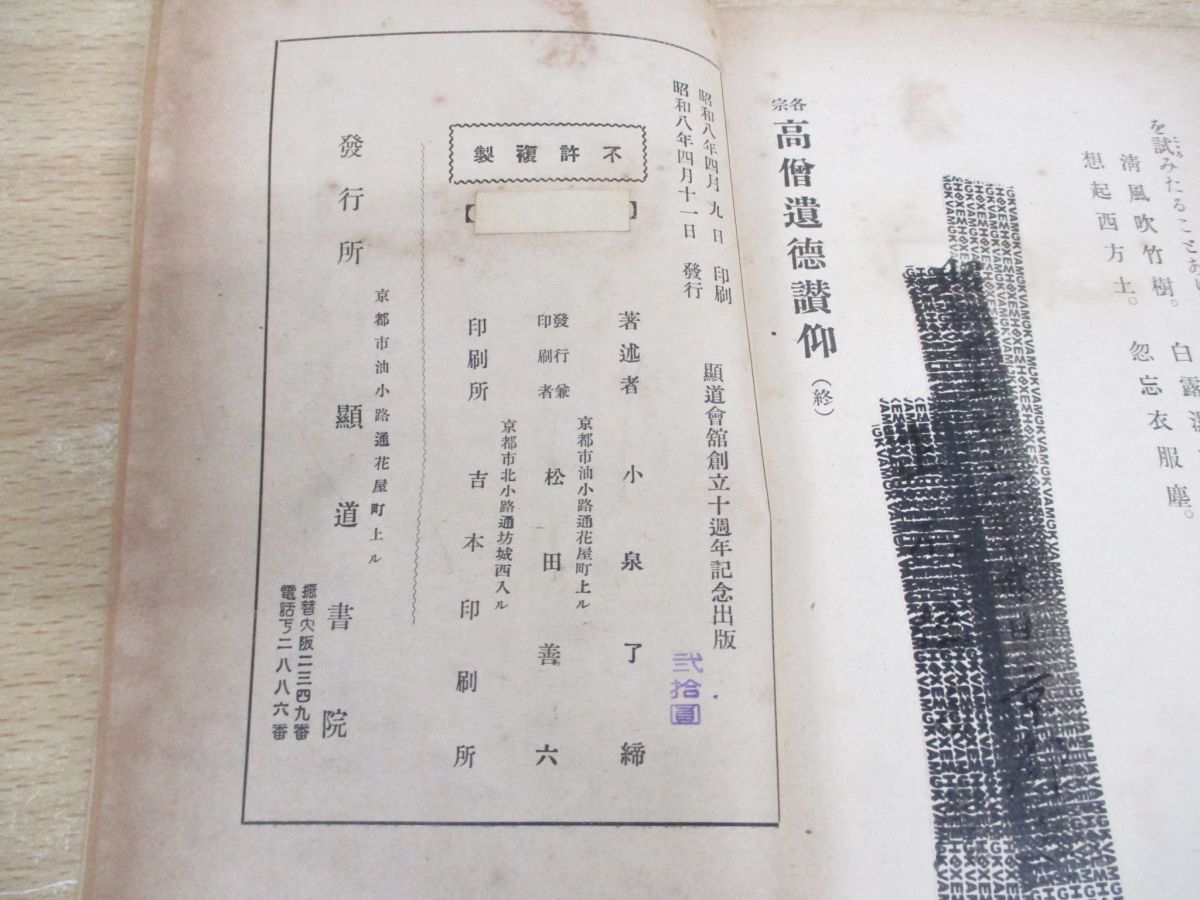 を試みたること
清風吹竹樹。 白露
想起西方土。 忽忘衣服塵。
各宗 高僧遺德讃仰 (終)
昭和八年四月九日 印刷
昭和八年四月十一日 發行
顯道會舘創立十週年記念出版
弐拾圓
不許複製
【 】
著述者 小泉了締
京都市油小路通花屋町上ル
發行兼印刷者 松田善六
京都市北小路通坊城西入ル
印刷所 吉本印刷所
京都市油小路通花屋町上ル
發行所 顯道書院
振替大阪二三四九番
電話下二八八六番